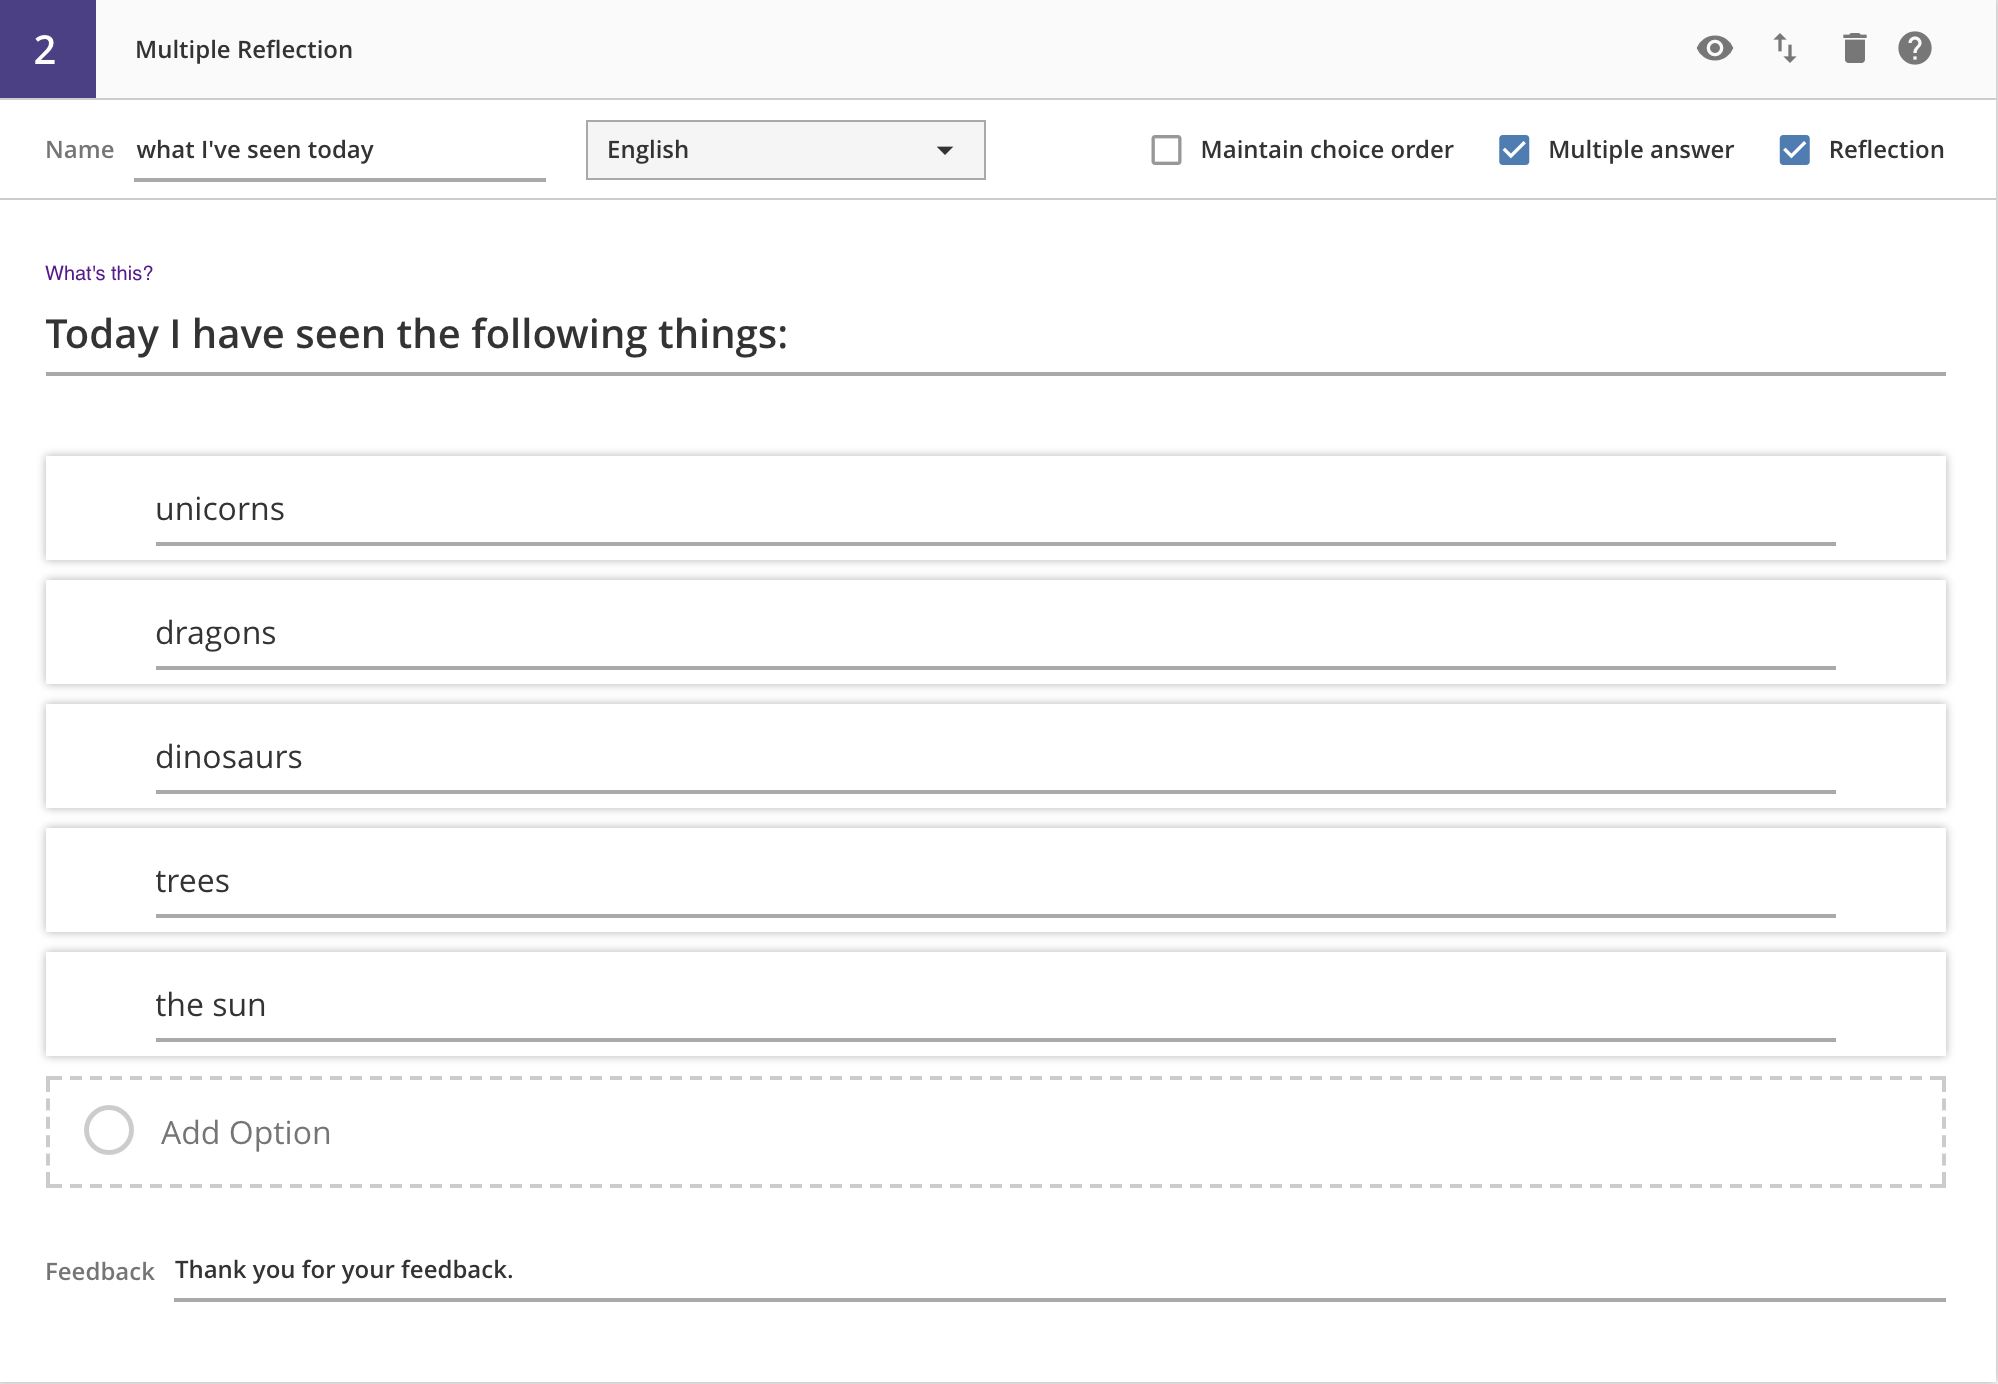 2 Multiple Reflection
Name what I've seen today English Maintain choice order Multiple answer Reflection
What's this?
Today I have seen the following things:
unicorns
dragons
dinosaurs
trees
the sun
Add Option
Feedback Thank you for your feedback.